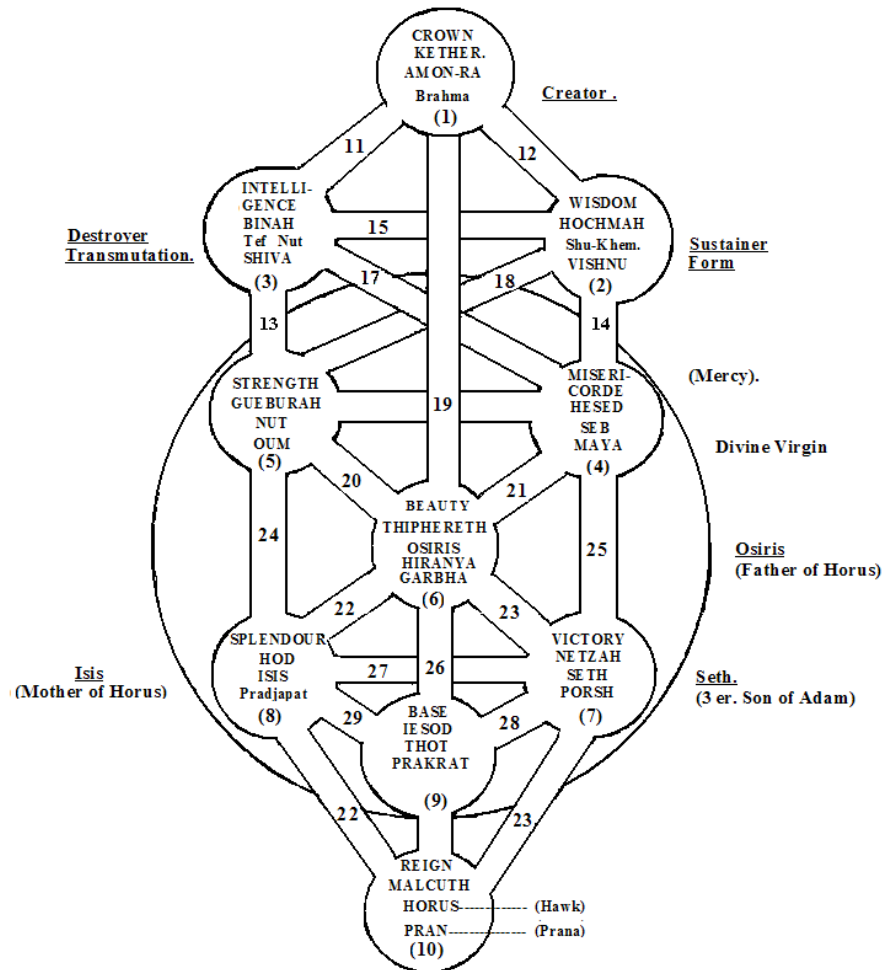 CROWN
KETHER.
AMON-RA
Brahma
(1)
Creator .
11
12
INTELLI-
GENCE
BINAH
Tef Nut
SHIVA
(3)
15
WISDOM
HOCHMAH
Shu-Khem.
VISHNU
(2)
Destrover
Transmutation.
Sustainer
Form
17
18
13
14
STRENGTH
GUEBURAH
NUT
OUM
(5)
19
MISERI-
CORDE
HESED
SEB
MAYA
(4)
(Mercy).
Divine Virgin
20
21
BEAUTY
THIPHERETH
OSIRIS
HIRANYA
GARBHA
(6)
24
25
Osiris
(Father of Horus)
22
23
SPLENDOUR
HOD
ISIS
Pradjapat
(8)
27
26
VICTORY
NETZAH
SETH
PORSH
(7)
Isis
(Mother of Horus)
Seth.
(3 er. Son of Adam)
29
28
BASE
IESOD
THOT
PRAKRAT
(9)
22
23
REIGN
MALCUTH
HORUS------------- (Hawk)
PRAN-------------- (Prana)
(10)